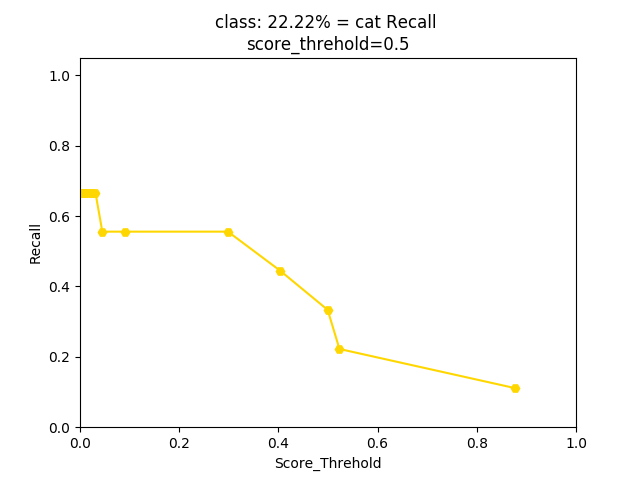 class: 22.22% = cat Recall
score_threhold=0.5
1.0
0.8
0.6
0.4
0.2
0.0
Recall
0.0 0.2 0.4 0.6 0.8 1.0
Score_Threhold